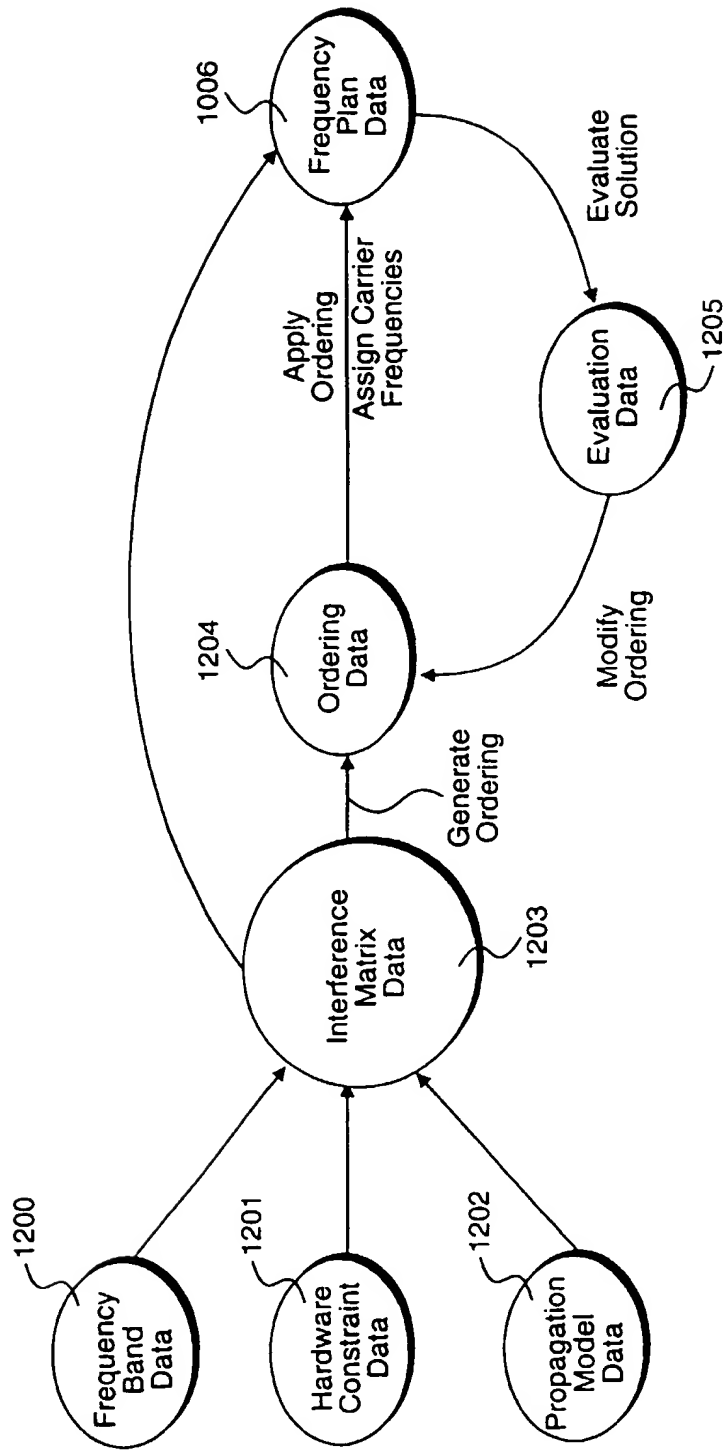 1200
Frequency
Band
Data
1201
Hardware
Constraint
Data
1202
Propagation
Model
Data
Interference
Matrix
Data
1203
Generate
Ordering
1204
Ordering
Data
Apply
Ordering
Assign Carrier
Frequencies
1006
Frequency
Plan
Data
Evaluate
Solution
Evaluation
Data
1205
Modify
Ordering